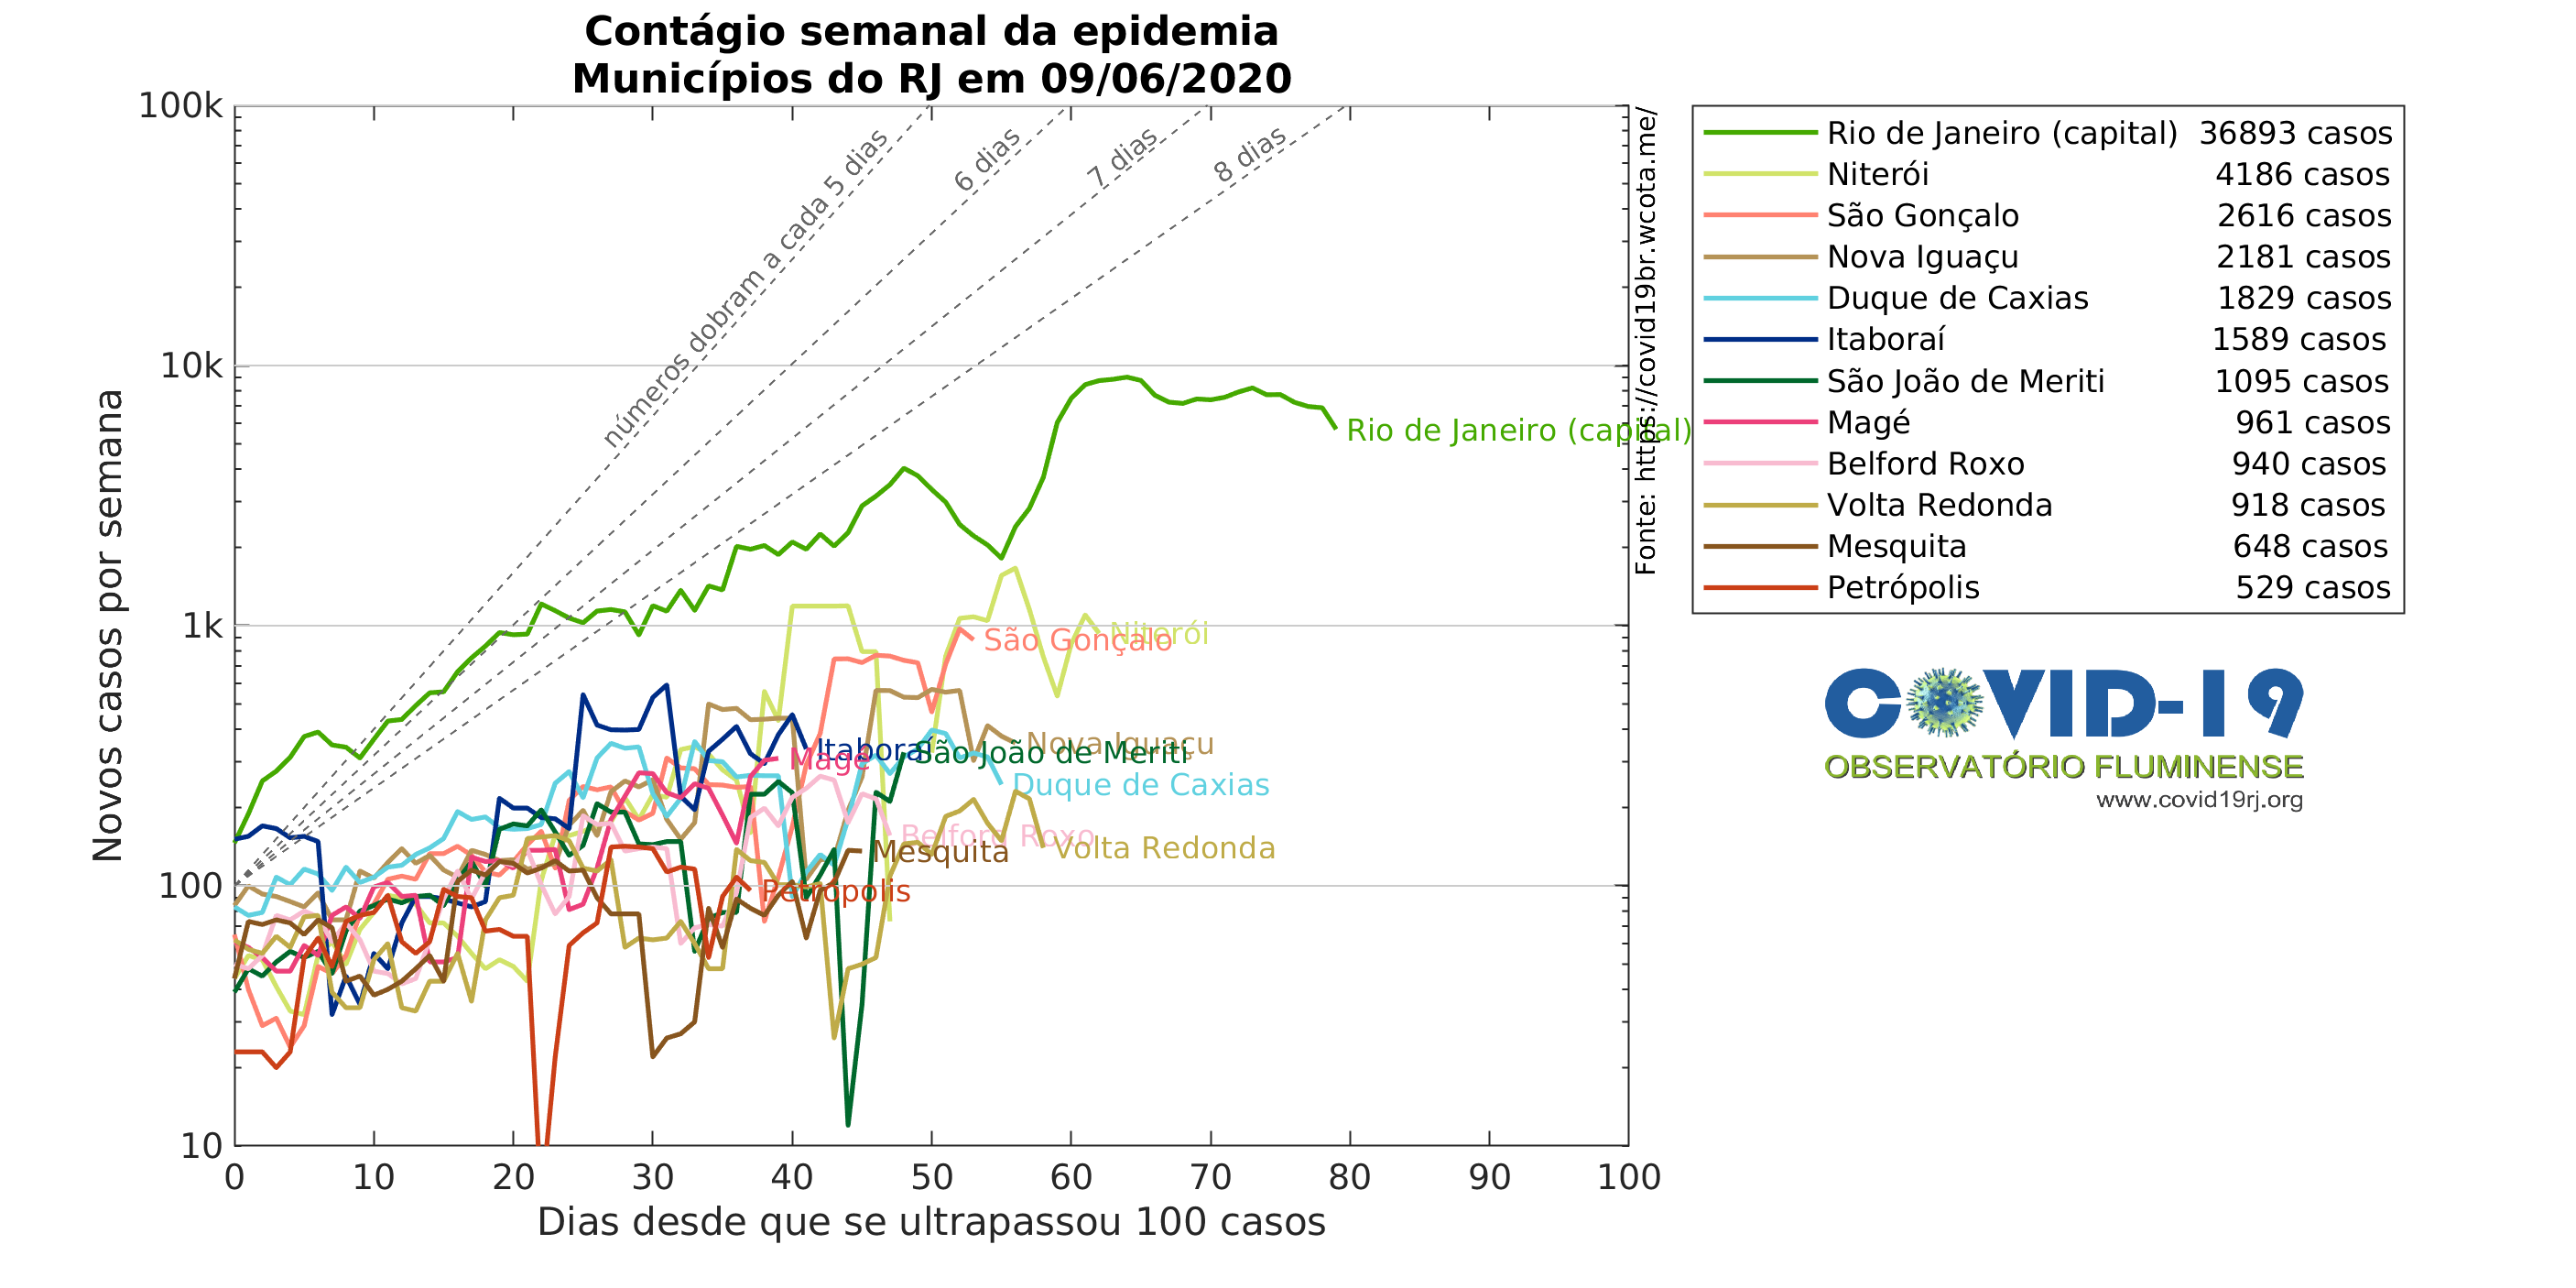 Contágio semanal da epidemia
Municípios do RJ em 09/06/2020
Novos casos por semana
100k
10k
1k
100
10
0 10 20 30 40 50 60 70 80 90 100
Dias desde que se ultrapassou 100 casos
números dobram a cada 5 dias
6 dias
7 dias
8 dias
Rio de Janeiro (capital)
Niterói
São Gonçalo
Nova Iguaçu
Itaboraí
São João de Meriti
Magé
Duque de Caxias
Belford Roxo
Volta Redonda
Mesquita
Petrópolis
Fonte: https://covid19br.wcota.me/
Rio de Janeiro (capital) 36893 casos
Niterói 4186 casos
São Gonçalo 2616 casos
Nova Iguaçu 2181 casos
Duque de Caxias 1829 casos
Itaboraí 1589 casos
São João de Meriti 1095 casos
Magé 961 casos
Belford Roxo 940 casos
Volta Redonda 918 casos
Mesquita 648 casos
Petrópolis 529 casos
COVID-19
OBSERVATÓRIO FLUMINENSE
www.covid19rj.org